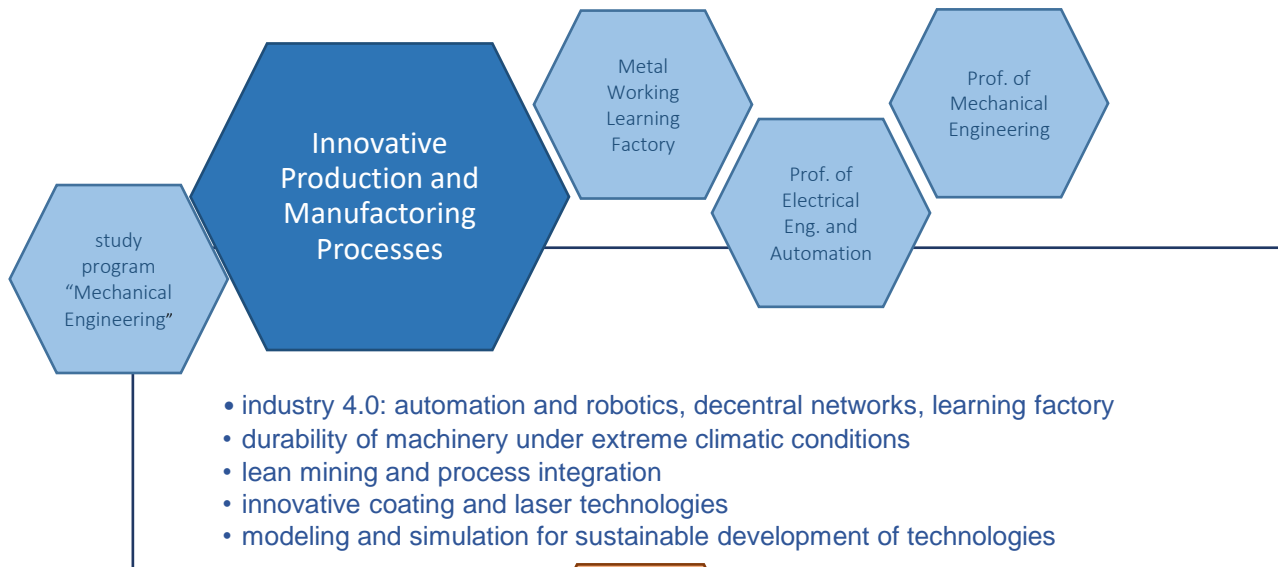 Innovative
Production and
Manufactoring
Processes
study
program
“Mechanical
Engineering”
Metal
Working
Learning
Factory
Prof. of
Electrical
Eng. and
Automation
Prof. of
Mechanical
Engineering
• industry 4.0: automation and robotics, decentral networks, learning factory
• durability of machinery under extreme climatic conditions
• lean mining and process integration
• innovative coating and laser technologies
• modeling and simulation for sustainable development of technologies